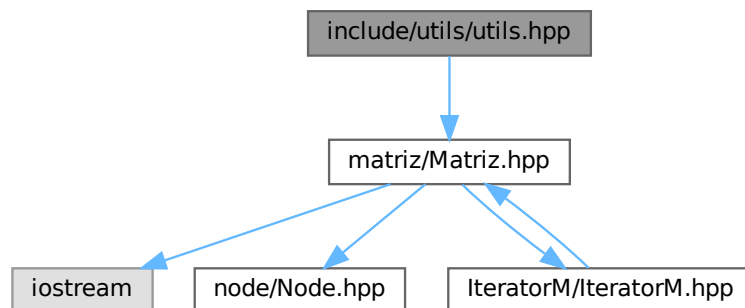 include/utils/utils.hpp
matriz/Matriz.hpp
iostream
node/Node.hpp
IteratorM/IteratorM.hpp